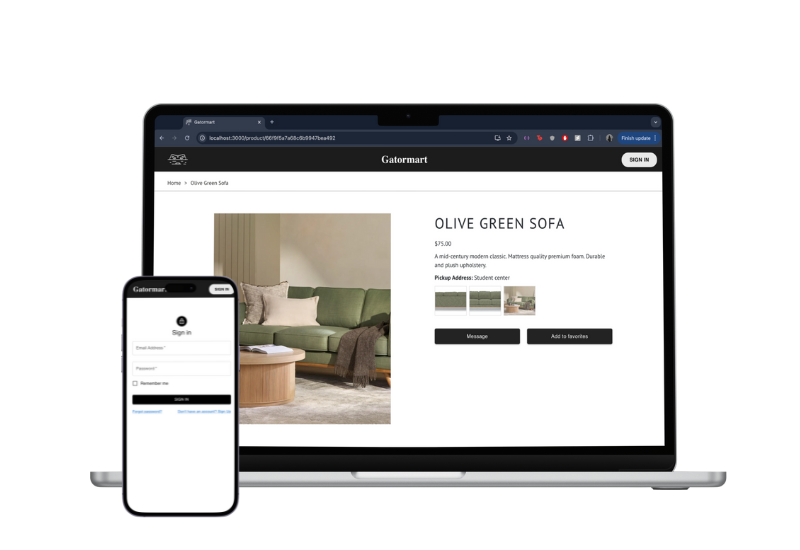 Gatormart
localhost:3000/product/66f9f6a7a68c6b9947bea492
Finish update
Gatormart
SIGN IN
Home > Olive Green Sofa
OLIVE GREEN SOFA
$75.00
A mid-century modern classic. Mattress quality premium foam. Durable
and plush upholstery.
Pickup Address: Student center
Message
Add to favorites
Gatormar
SIGN IN
Sign in
Email Address *
Password *
Remember me
SIGN IN
Forgot password?
Don't have an account? Sign Up